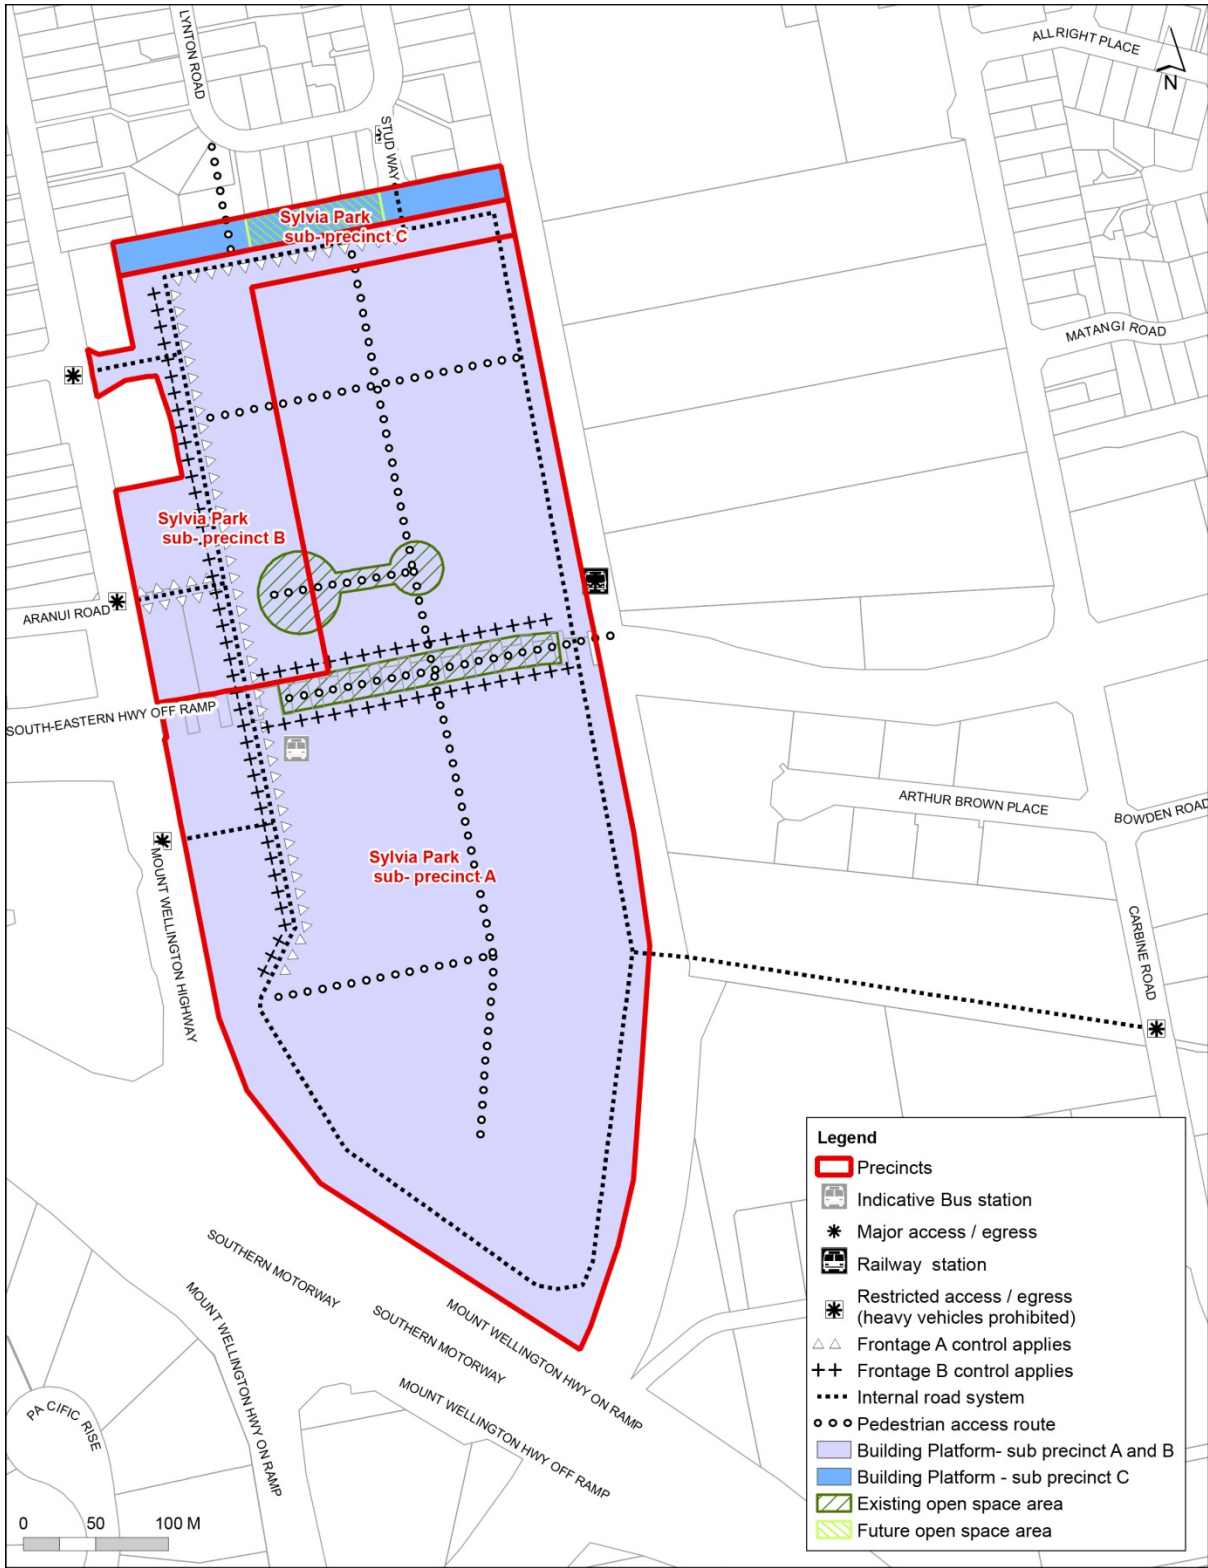 LYNTON ROAD
ALLRIGHT PLACE
N
STUD WAY
Sylvia Park
sub- precinct C
MATANGI ROAD
Sylvia Park
sub- precinct B
ARANUI ROAD
SOUTH-EASTERN HWY OFF RAMP
ARTHUR BROWN PLACE
BOWDEN ROAD
Sylvia Park
sub- precinct A
MOUNT WELLINGTON HIGHWAY
CARBINE ROAD
SOUTHERN MOTORWAY
MOUNT WELLINGTON HWY ON RAMP
SOUTHERN MOTORWAY
MOUNT WELLINGTON HWY ON RAMP
MOUNT WELLINGTON HWY OFF RAMP
PA CIFIC RISE
0 50 100 M
Legend
Precincts
Indicative Bus station
Major access / egress
Railway station
Restricted access / egress
(heavy vehicles prohibited)
Frontage A control applies
Frontage B control applies
Internal road system
Pedestrian access route
Building Platform- sub precinct A and B
Building Platform - sub precinct C
Existing open space area
Future open space area